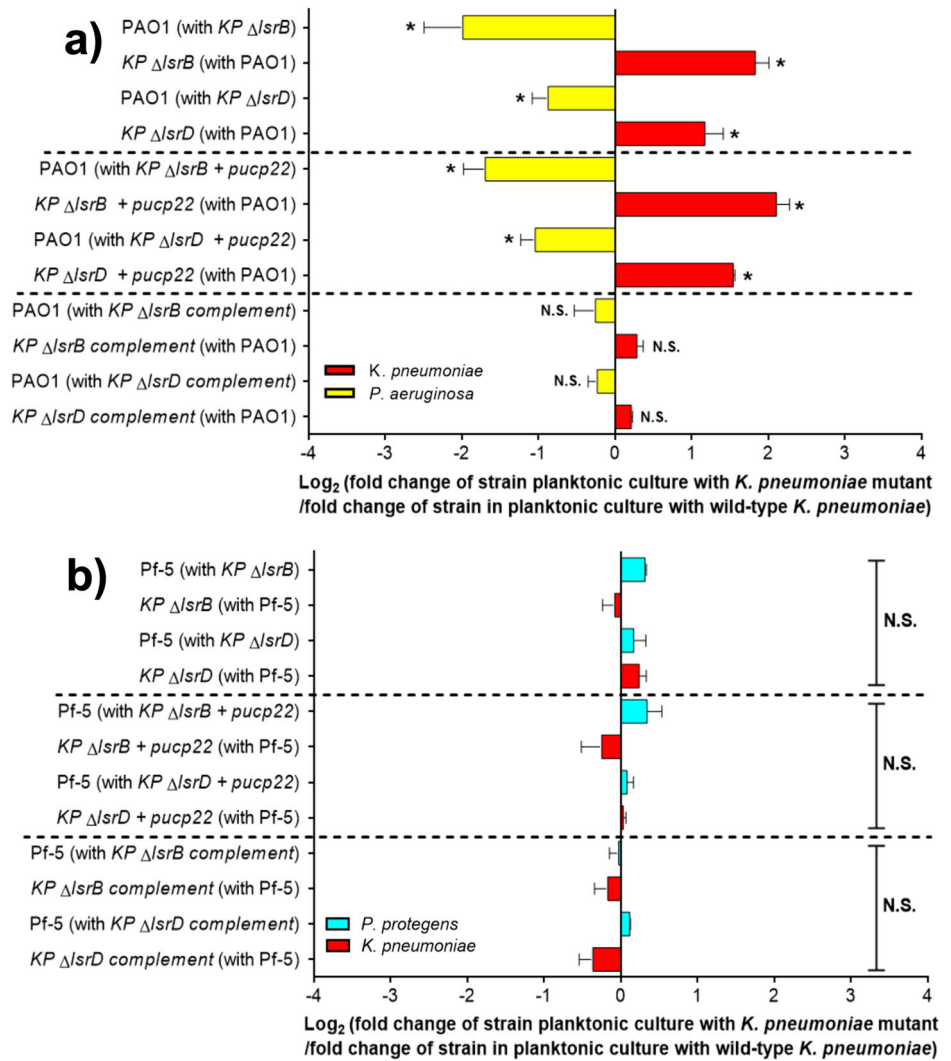 a)
PAO1 (with KP ΔlsrB)
*
KP ΔlsrB (with PAO1)
*
PAO1 (with KP ΔlsrD)
*
KP ΔlsrD (with PAO1)
*
PAO1 (with KP ΔlsrB + pucp22)
*
KP ΔlsrB + pucp22 (with PAO1)
*
PAO1 (with KP ΔlsrD + pucp22)
*
KP ΔlsrD + pucp22 (with PAO1)
*
PAO1 (with KP ΔlsrB complement)
N.S.
KP ΔlsrB complement (with PAO1)
N.S.
PAO1 (with KP ΔlsrD complement)
N.S.
KP ΔlsrD complement (with PAO1)
N.S.
K. pneumoniae
P. aeruginosa
-4 -3 -2 -1 0 1 2 3 4
Log₂ (fold change of strain planktonic culture with K. pneumoniae mutant
/fold change of strain in planktonic culture with wild-type K. pneumoniae)
b)
Pf-5 (with KP ΔlsrB)
KP ΔlsrB (with Pf-5)
Pf-5 (with KP ΔlsrD)
KP ΔlsrD (with Pf-5)
N.S.
Pf-5 (with KP ΔlsrB + pucp22)
KP ΔlsrB + pucp22 (with Pf-5)
Pf-5 (with KP ΔlsrD + pucp22)
KP ΔlsrD + pucp22 (with Pf-5)
N.S.
Pf-5 (with KP ΔlsrB complement)
KP ΔlsrB complement (with Pf-5)
Pf-5 (with KP ΔlsrD complement)
KP ΔlsrD complement (with Pf-5)
N.S.
P. protegens
K. pneumoniae
-4 -3 -2 -1 0 1 2 3 4
Log₂ (fold change of strain planktonic culture with K. pneumoniae mutant
/fold change of strain in planktonic culture with wild-type K. pneumoniae)